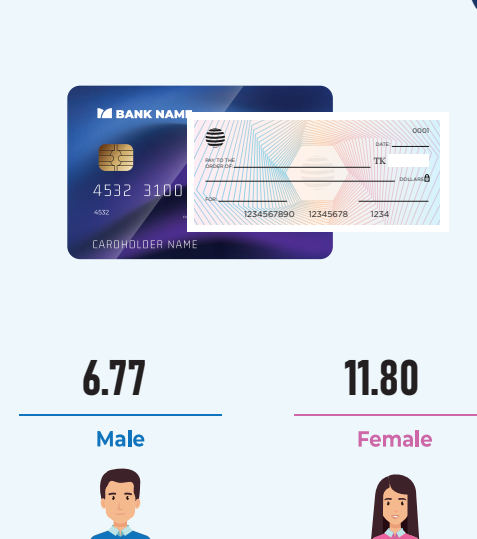 BANK NAME
4532 3100
4532
CARDHOLDER NAME
0001
DATE:
PAY TO THE
ORDER OF:
TK
DOLLARS
FOR:
1234567890 12345678 1234
6.77 11.80
Male Female